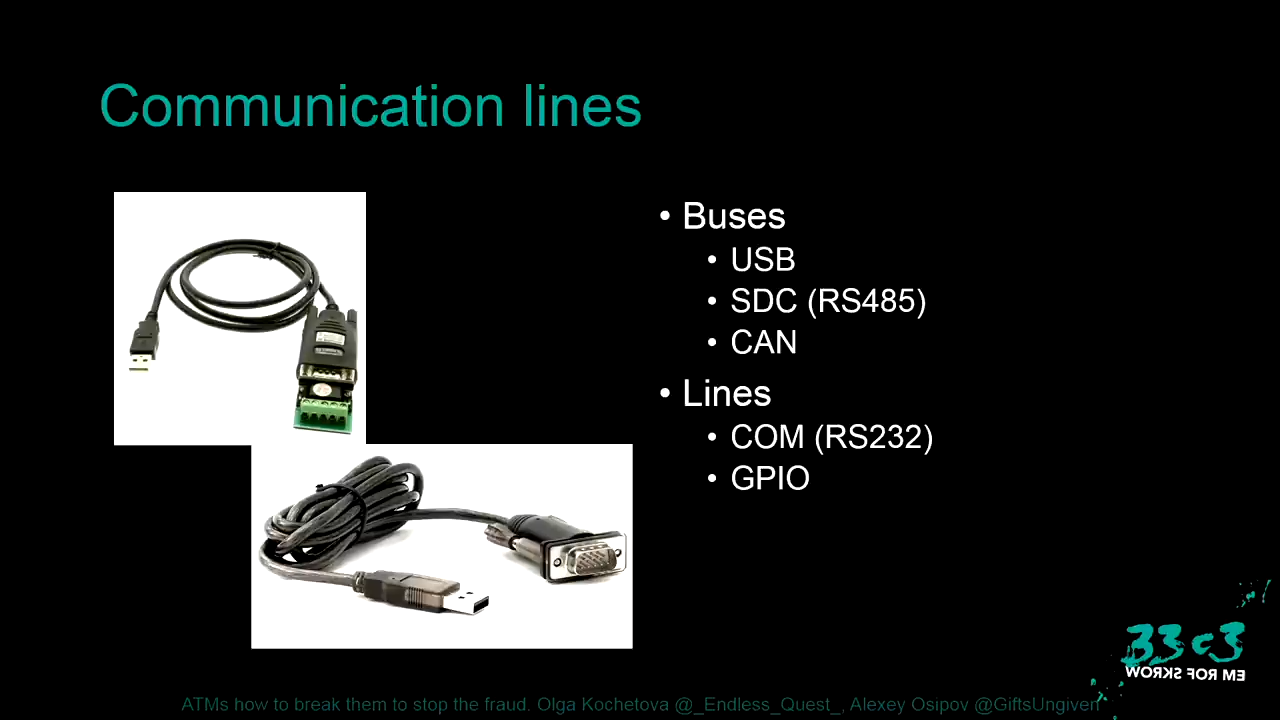 Communication lines
• Buses
• USB
• SDC (RS485)
• CAN
• Lines
• COM (RS232)
• GPIO
33c3
WORKS FOR ME
ATMs how to break them to stop the fraud. Olga Kochetova @_Endless_Quest_, Alexey Osipov @GiftsUngiven